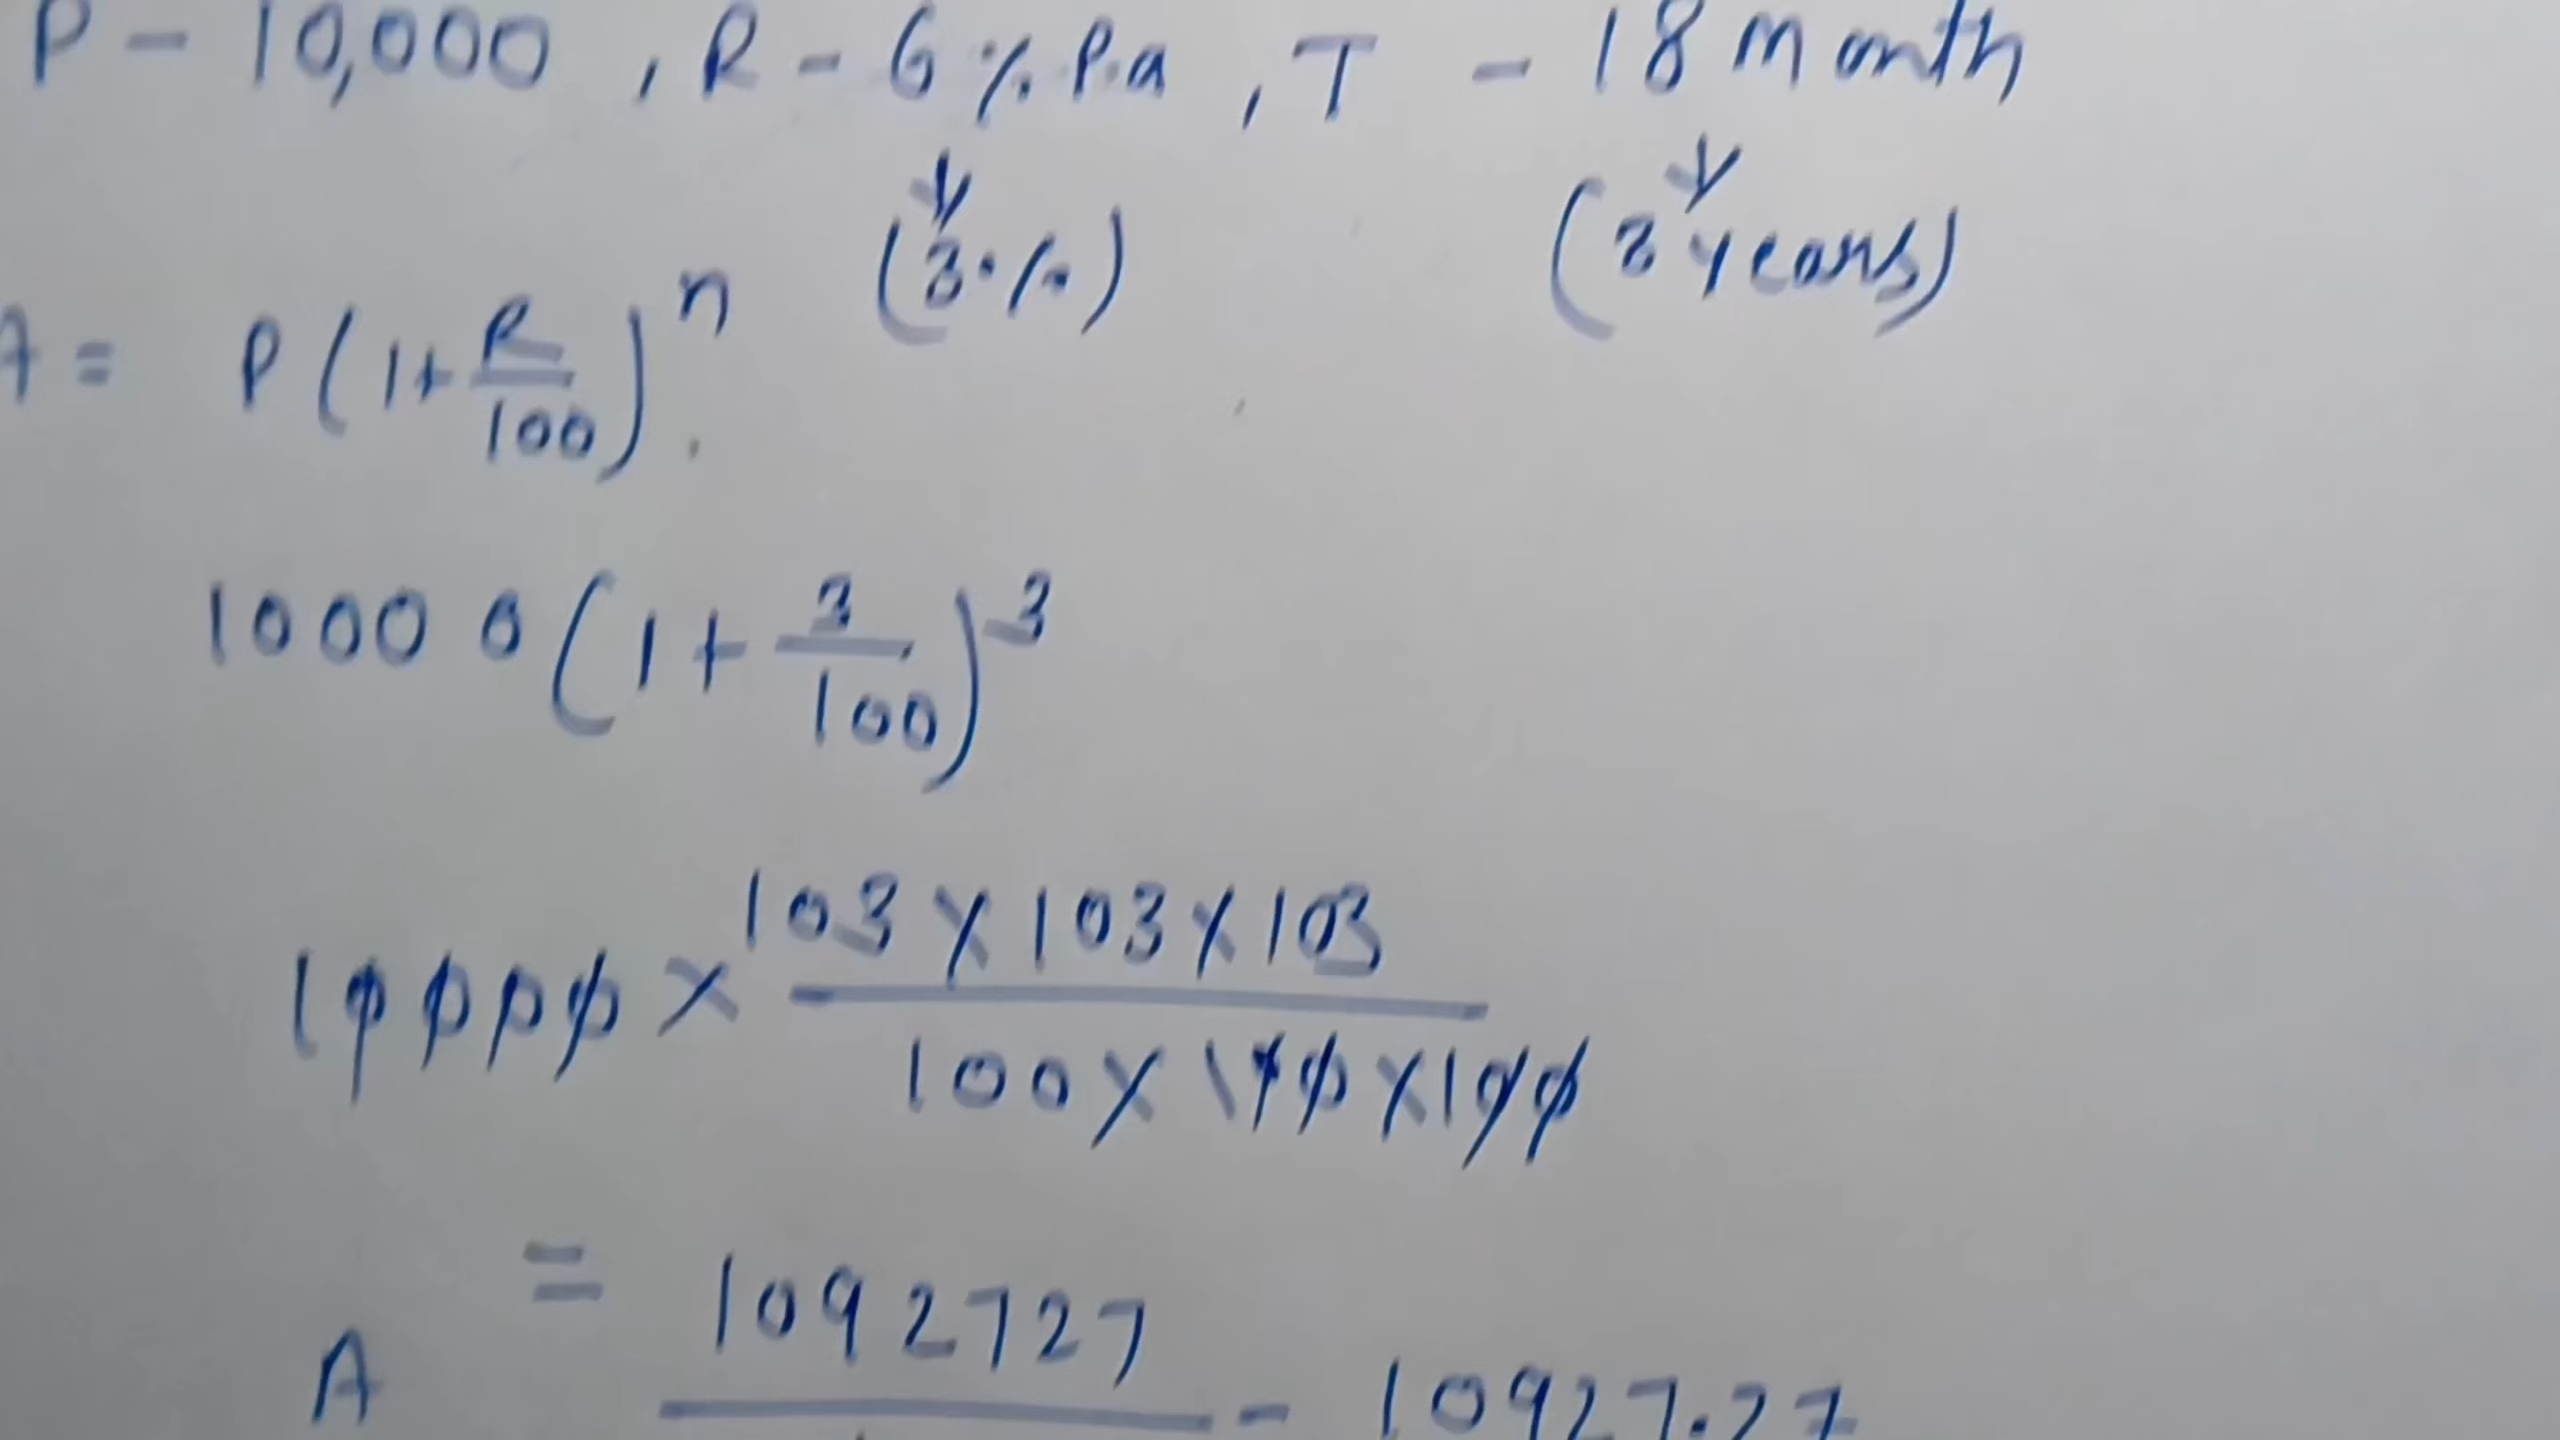 P - 10,000 , R - 6 % P.a , T - 18 Month
(3 %) (3 years)
A = P(1+R/100)^n
10000(1+3/100)^3
10000 × 103×103×103/100×100×100
A = 1092727/ - 10927.27